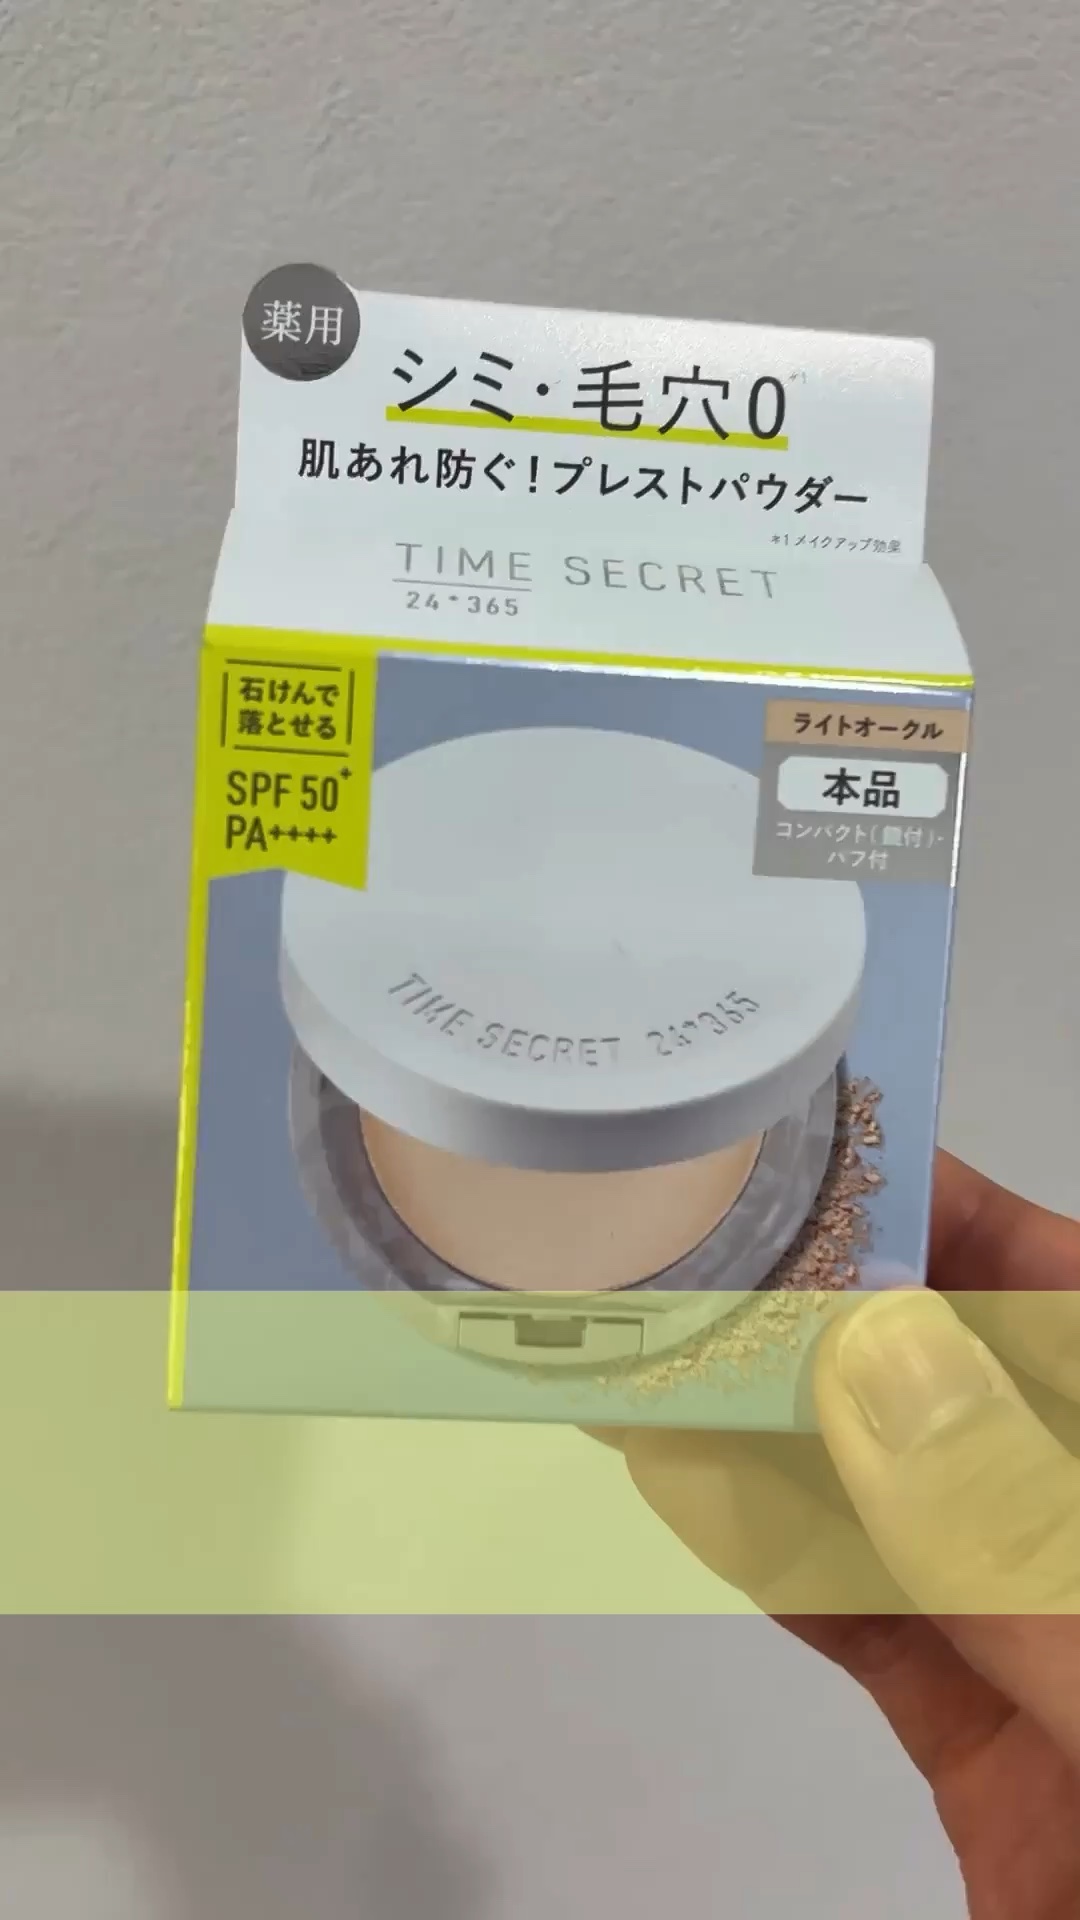 薬用
シミ・毛穴0*1
肌あれ防ぐ!プレストパウダー
*1 メイクアップ効果
TIME SECRET
24*365
石けんで
落とせる
SPF 50+
PA++++
ライトオークル
本品
コンパクト(鏡付)・
パフ付
TIME SECRET 24*365